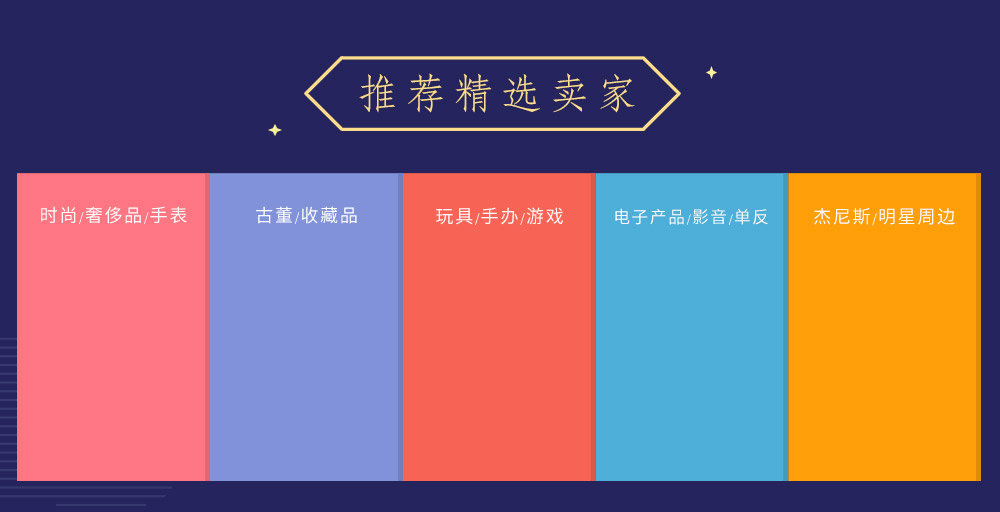 推荐精选卖家
时尚/奢侈品/手表
古董/收藏品
玩具/手办/游戏
电子产品/影音/单反
杰尼斯/明星周边